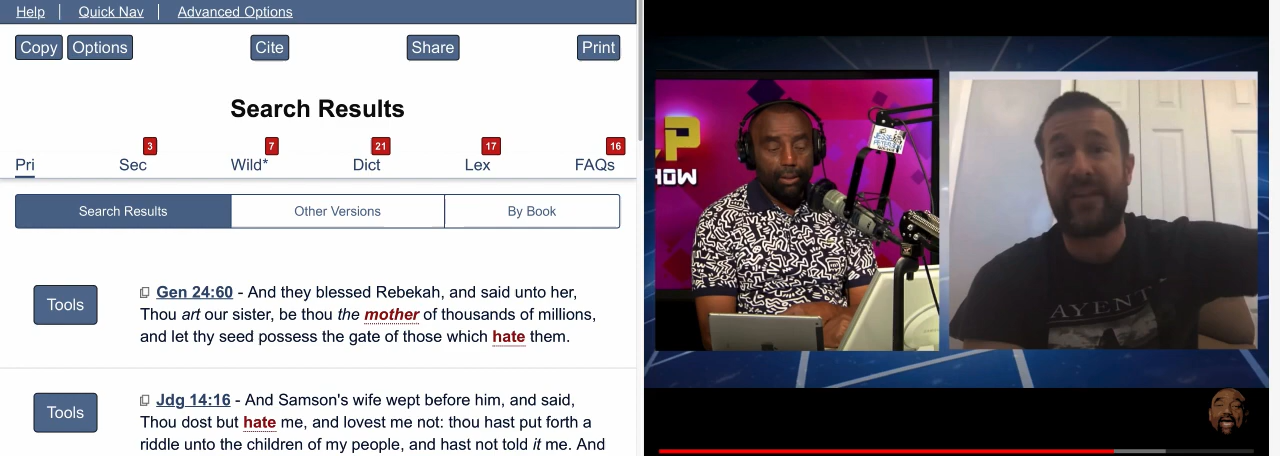 Help Quick Nav Advanced Options
Copy Options Cite Share Print
Search Results
3 7 21 17 16
Pri Sec Wild* Dict Lex FAQs
Search Results Other Versions By Book
Tools
Gen 24:60 - And they blessed Rebekah, and said unto her,
Thou art our sister, be thou the mother of thousands of millions,
and let thy seed possess the gate of those which hate them.
Tools
Jdg 14:16 - And Samson's wife wept before him, and said,
Thou dost but hate me, and lovest me not: thou hast put forth a
riddle unto the children of my people, and hast not told it me. And
P
HOW
JESSE
PETER
AYENT